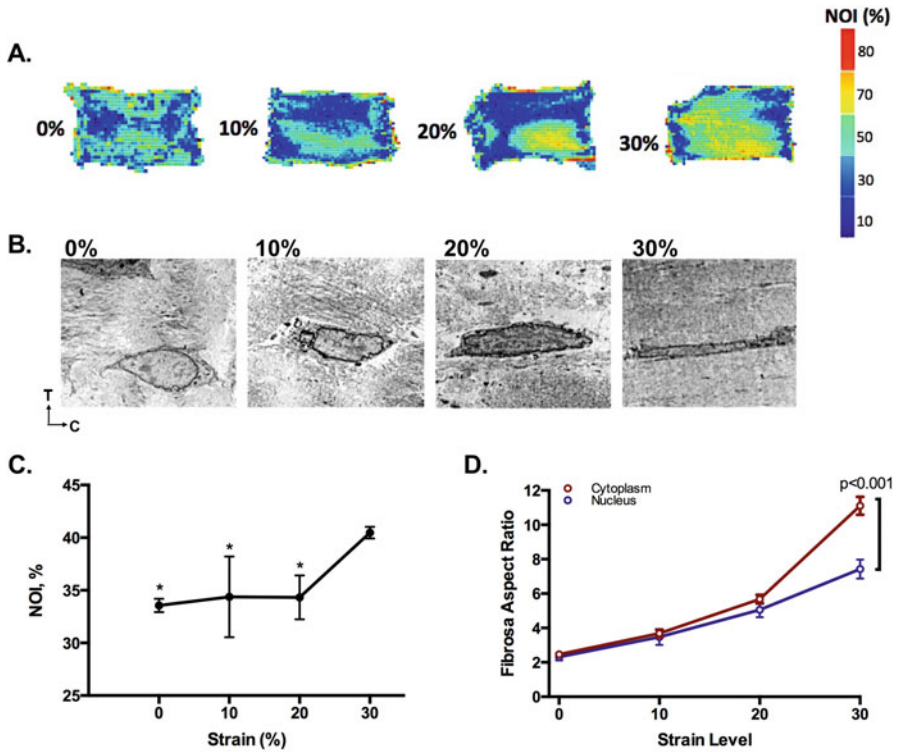 A.
NOI (%)
80
70
50
30
10
0%
10%
20%
30%
B.
0%
10%
20%
30%
T
C
C.
NOI, %
45
40
35
30
25
*
*
*
0
10
20
30
Strain (%)
D.
Fibrosa Aspect Ratio
12
10
8
6
4
2
0
Cytoplasm
Nucleus
p<0.001
0
10
20
30
Strain Level